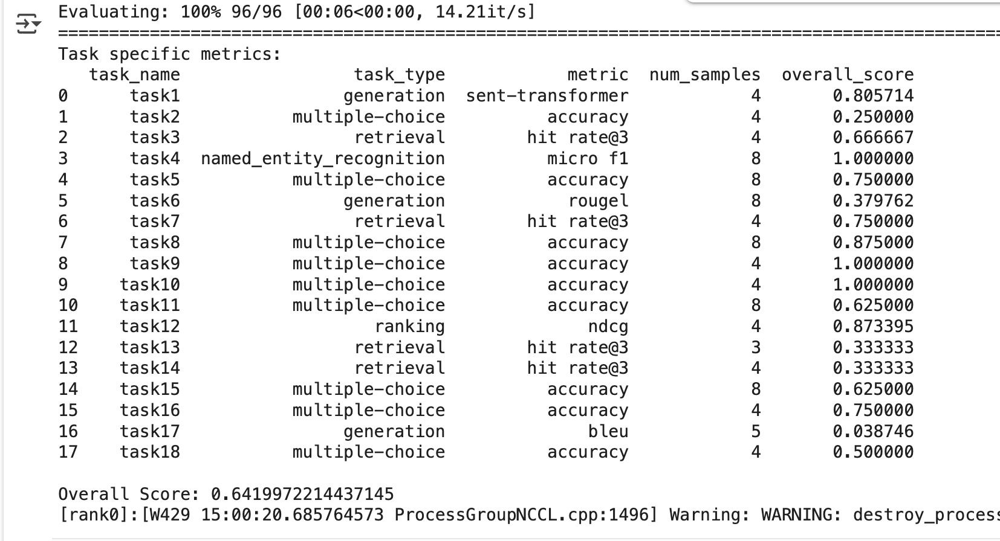 Evaluating: 100% 96/96 [00:06<00:00, 14.21it/s]
================================================================================================
Task specific metrics:
   task_name                 task_type            metric  num_samples  overall_score
0      task1                generation  sent-transformer            4       0.805714
1      task2           multiple-choice          accuracy            4       0.250000
2      task3                 retrieval        hit rate@3            4       0.666667
3      task4  named_entity_recognition          micro f1            8       1.000000
4      task5           multiple-choice          accuracy            8       0.750000
5      task6                generation            rougel            8       0.379762
6      task7                 retrieval        hit rate@3            4       0.750000
7      task8           multiple-choice          accuracy            8       0.875000
8      task9           multiple-choice          accuracy            4       1.000000
9     task10           multiple-choice          accuracy            4       1.000000
10    task11           multiple-choice          accuracy            8       0.625000
11    task12                   ranking              ndcg            4       0.873395
12    task13                 retrieval        hit rate@3            3       0.333333
13    task14                 retrieval        hit rate@3            4       0.333333
14    task15           multiple-choice          accuracy            8       0.625000
15    task16           multiple-choice          accuracy            4       0.750000
16    task17                generation              bleu            5       0.038746
17    task18           multiple-choice          accuracy            4       0.500000
Overall Score: 0.6419972214437145
[rank0]:[W429 15:00:20.685764573 ProcessGroupNCCL.cpp:1496] Warning: WARNING: destroy_process